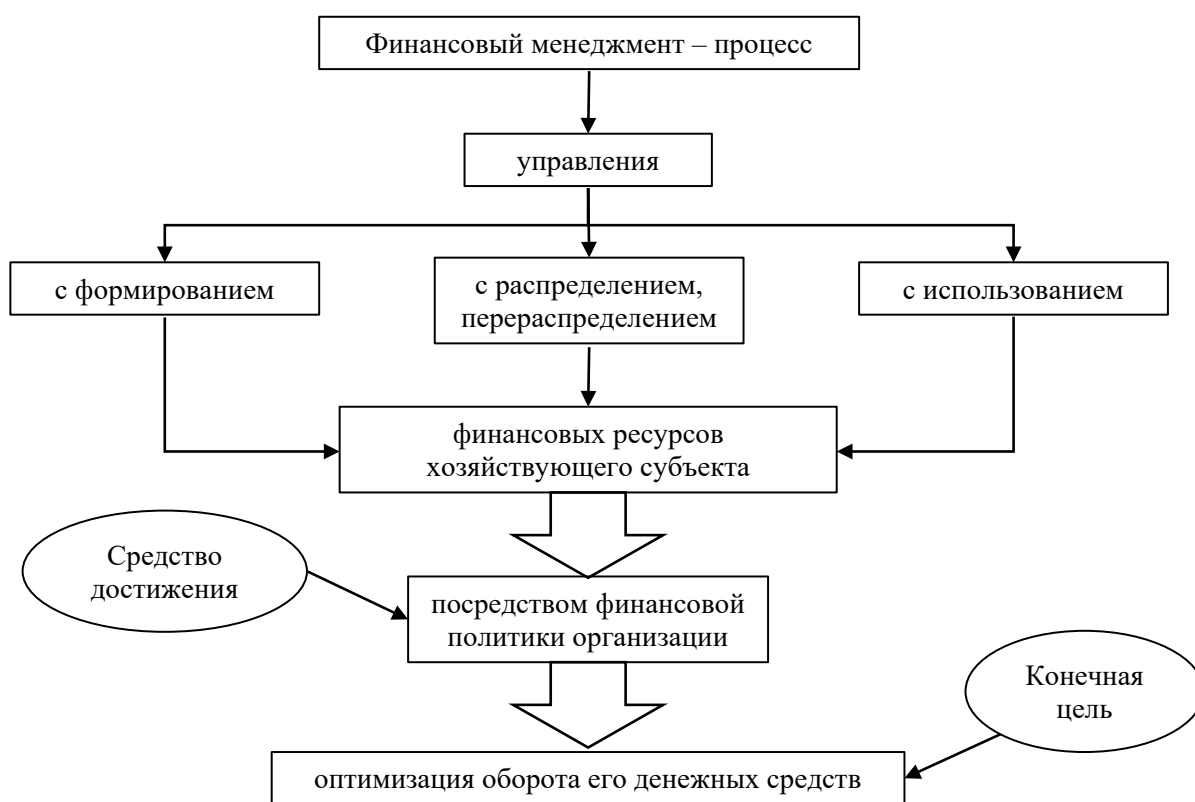 Финансовый менеджмент – процесс
управления
с формированием
с распределением,
перераспределением
с использованием
финансовых ресурсов
хозяйствующего субъекта
Средство
достижения
посредством финансовой
политики организации
Конечная
цель
оптимизация оборота его денежных средств